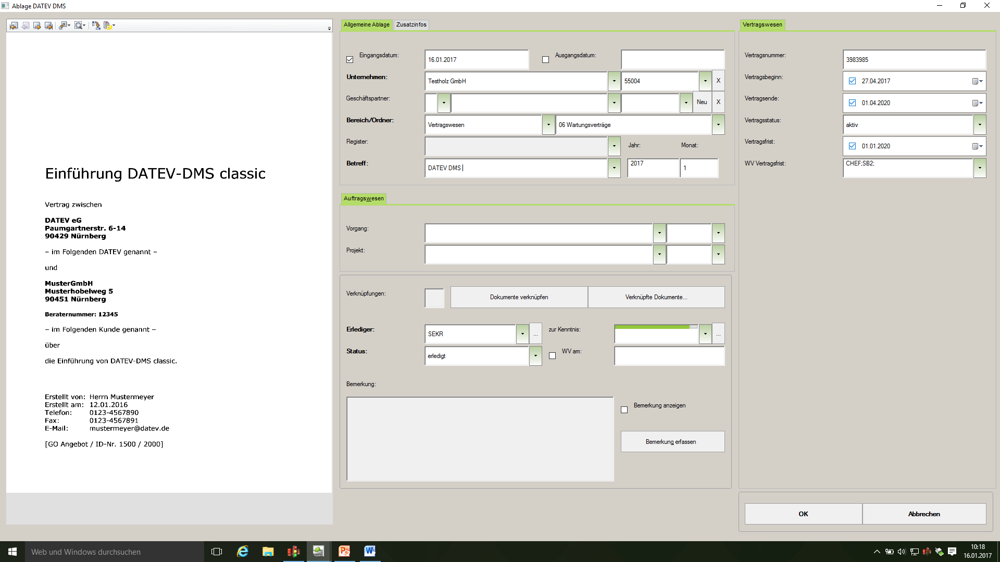 Ablage DATEV DMS
Einführung DATEV-DMS classic
Vertrag zwischen
DATEV eG
Paumgartnerstr. 6-14
90429 Nürnberg
– im Folgenden DATEV genannt –
und
MusterGmbH
Musterhobelweg 5
90451 Nürnberg
Beraternummer: 12345
– im Folgenden Kunde genannt –
über
die Einführung von DATEV-DMS classic.
Erstellt von: Herrn Mustermeyer
Erstellt am: 12.01.2016
Telefon: 0123-4567890
Fax: 0123-4567891
E-Mail: mustermeyer@datev.de
[GO Angebot / ID-Nr. 1500 / 2000]
Allgemeine Ablage Zusatzinfos
Eingangsdatum: 16.01.2017 Ausgangsdatum:
Unternehmen: Testholz GmbH 55004 X
Geschäftspartner: Neu X
Bereich/Ordner: Vertragswesen 06 Wartungsverträge
Register: Jahr: Monat:
Betreff: DATEV DMS 2017 1
Auftragswesen
Vorgang:
Projekt:
Verknüpfungen: Dokumente verknüpfen Verknüpfte Dokumente...
Erlediger: SEKR ... zur Kenntnis: ...
Status: erledigt WV am:
Bemerkung:
Bemerkung anzeigen
Bemerkung erfassen
Vertragswesen
Vertragsnummer: 3983985
Vertragsbeginn: 27.04.2017
Vertragsende: 01.04.2020
Vertragsstatus: aktiv
Vertragsfrist: 01.01.2020
WV Vertragsfrist: CHEF;SB2;
OK Abbrechen
Web und Windows durchsuchen
10:18
16.01.2017